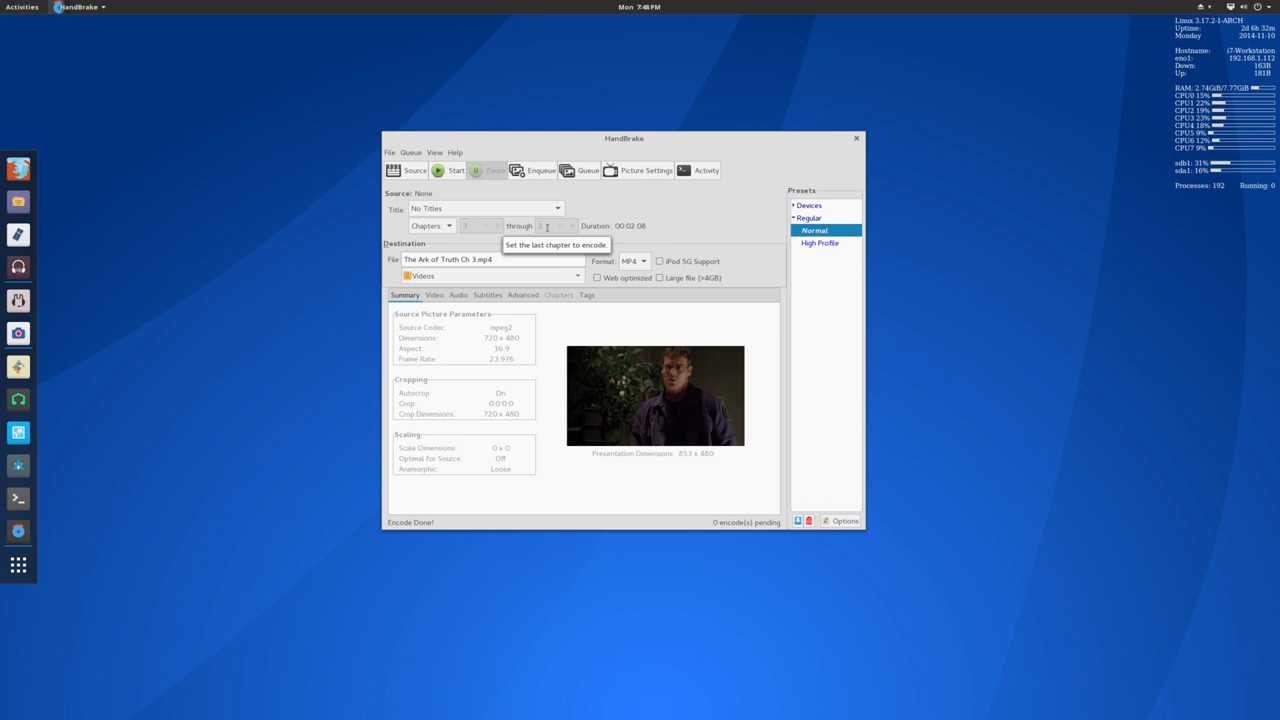 Activities HandBrake Mon 7:48PM
Linux 3.17.2-1-ARCH
Uptime: 2d 6h 32m
Monday 2014-11-10
Hostname: i7-Workstation
eno1: 192.168.1.112
Down: 163B
Up: 181B
RAM: 2.74GiB/7.77GiB
CPU0 15%
CPU1 22%
CPU2 19%
CPU3 23%
CPU4 18%
CPU5 9%
CPU6 12%
CPU7 9%
sdb1: 31%
sda1: 16%
Processes: 192 Running: 0
HandBrake
File Queue View Help
Source Start Pause Enqueue Queue Picture Settings Activity
Source: None
Title: No Titles
Chapters: 3 through 3 Duration: 00:02:08
Set the last chapter to encode.
Destination
File: The Ark of Truth Ch 3.mp4 Format: MP4 iPod 5G Support
Videos Web optimized Large file (>4GB)
Summary Video Audio Subtitles Advanced Chapters Tags
Source Picture Parameters
Source Codec: mpeg2
Dimensions: 720 x 480
Aspect: 16:9
Frame Rate: 23.976
Cropping
Autocrop: On
Crop: 0:0:0:0
Crop Dimensions: 720 x 480
Scaling
Scale Dimensions: 0 x 0
Optimal for Source: Off
Anamorphic: Loose
Presentation Dimensions: 853 x 480
Presets
Devices
Regular
Normal
High Profile
Options
Encode Done! 0 encode(s) pending